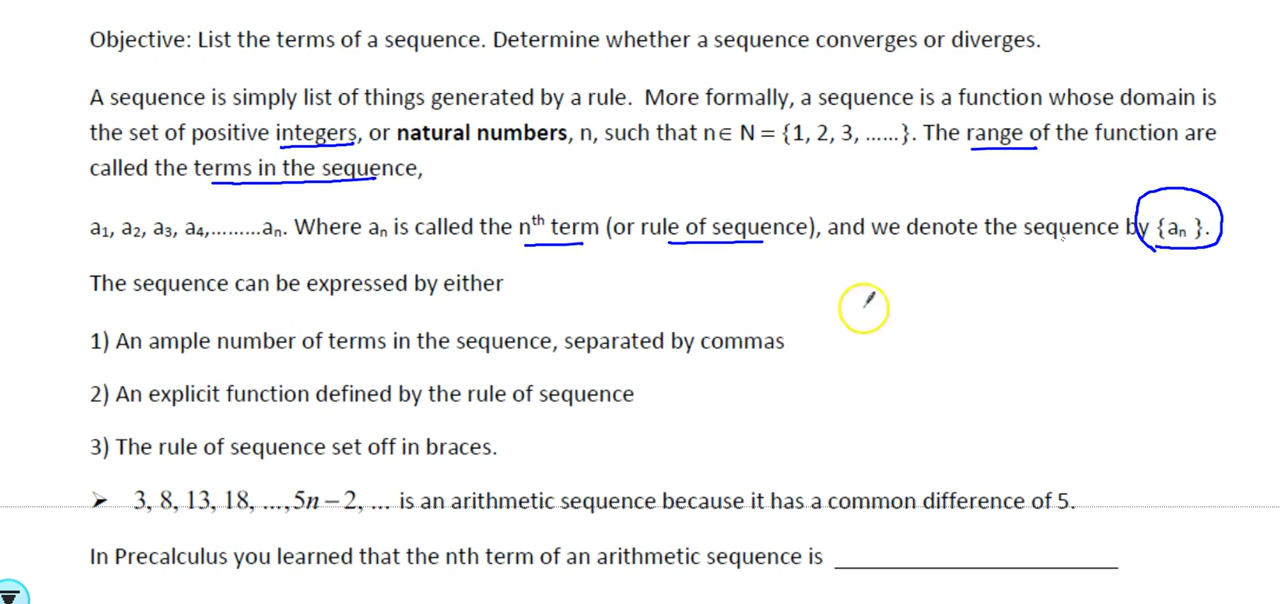 Objective: List the terms of a sequence. Determine whether a sequence converges or diverges.
A sequence is simply list of things generated by a rule.  More formally, a sequence is a function whose domain is
the set of positive integers, or natural numbers, n, such that n∈ N = {1, 2, 3, ......}. The range of the function are
called the terms in the sequence,
a₁, a₂, a₃, a₄,.........aₙ. Where aₙ is called the nᵗʰ term (or rule of sequence), and we denote the sequence by {aₙ }.
The sequence can be expressed by either
1) An ample number of terms in the sequence, separated by commas
2) An explicit function defined by the rule of sequence
3) The rule of sequence set off in braces.
➢ 3, 8, 13, 18, ...,5n – 2, ... is an arithmetic sequence because it has a common difference of 5.
In Precalculus you learned that the nth term of an arithmetic sequence is ____________________